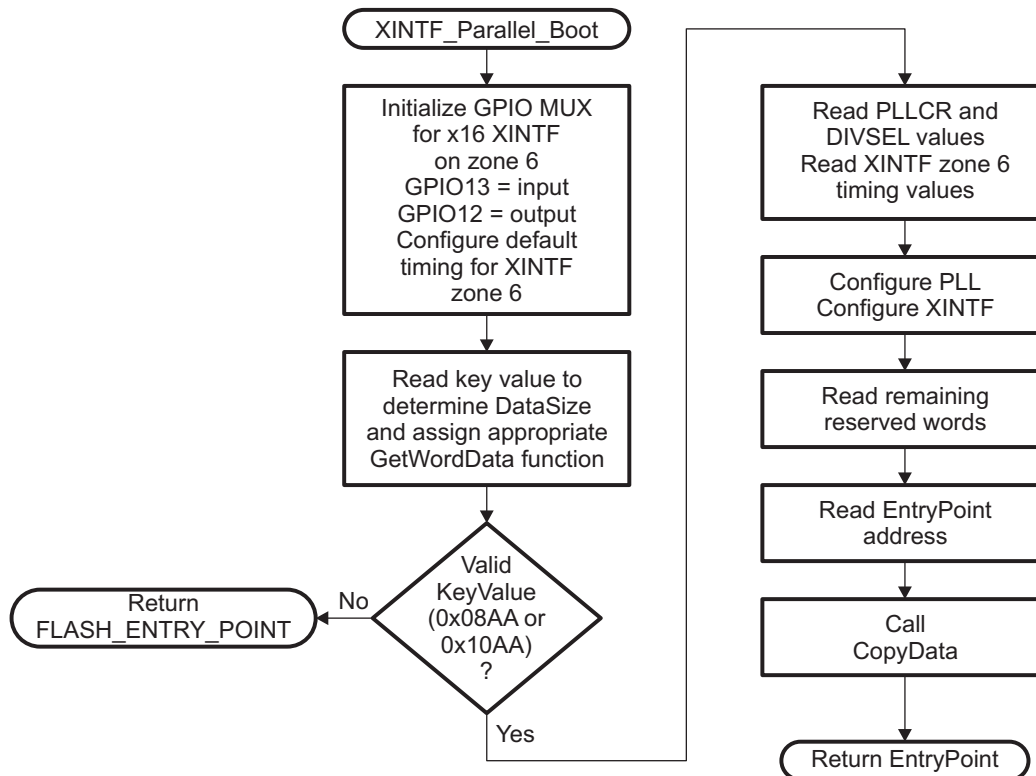 XINTF_Parallel_Boot
Initialize GPIO MUX
for x16 XINTF
on zone 6
GPIO13 = input
GPIO12 = output
Configure default
timing for XINTF
zone 6
Read key value to
determine DataSize
and assign appropriate
GetWordData function
Valid
KeyValue
(0x08AA or
0x10AA)
?
No
Return
FLASH_ENTRY_POINT
Yes
Read PLLCR and
DIVSEL values
Read XINTF zone 6
timing values
Configure PLL
Configure XINTF
Read remaining
reserved words
Read EntryPoint
address
Call
CopyData
Return EntryPoint